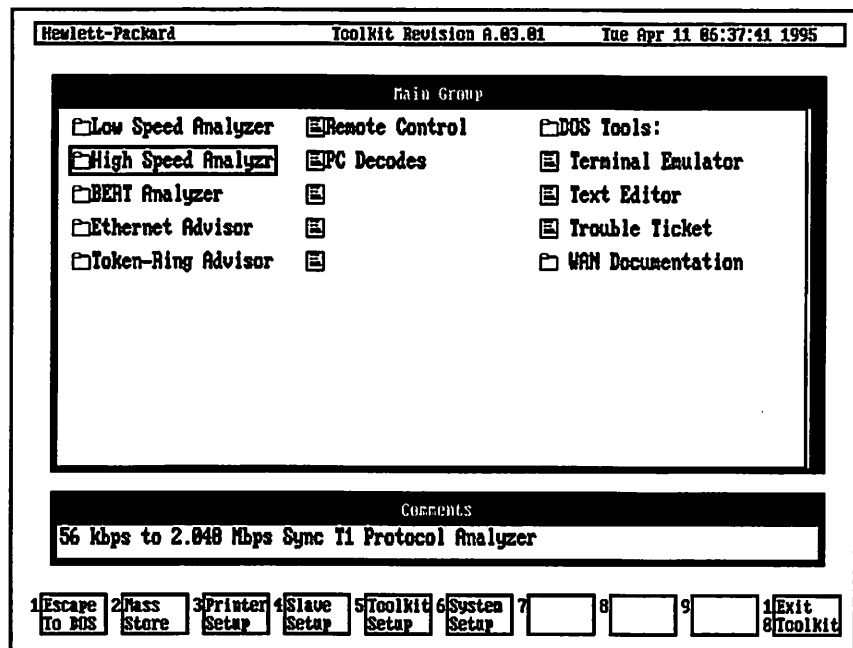 Hewlett-Packard Toolkit Revision A.03.01 Tue Apr 11 06:37:41 1995
Main Group
Low Speed Analyzer Remote Control DOS Tools:
High Speed Analyzr PC Decodes Terminal Emulator
BERT Analyzer Text Editor
Ethernet Advisor Trouble Ticket
Token-Ring Advisor WAN Documentation
Comments
56 kbps to 2.048 Mbps Sync T1 Protocol Analyzer
1 Escape 2 Mass 3 Printer 4 Slave 5 Toolkit 6 System 7 8 9 1 Exit
To DOS Store Setup Setup Setup Setup 0 Toolkit